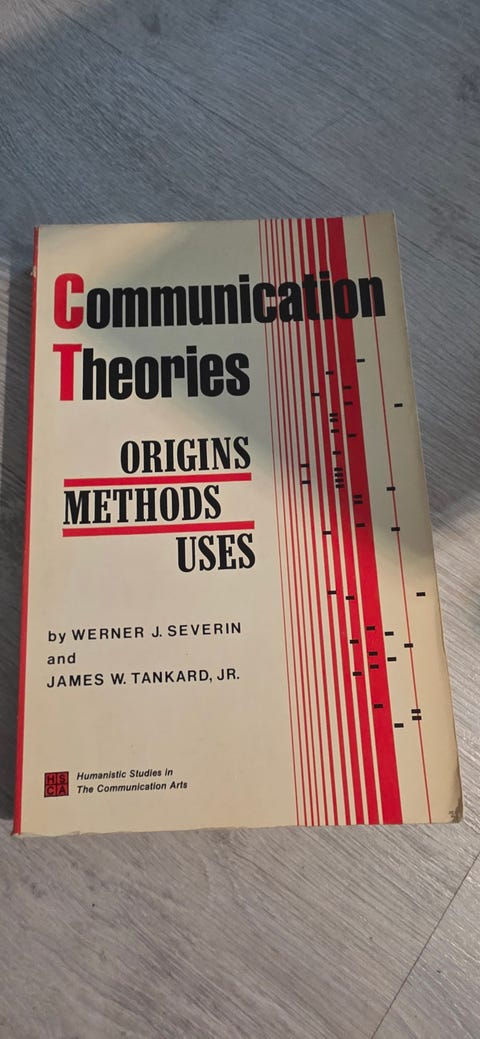 Communication
Theories
ORIGINS
METHODS
USES
by WERNER J. SEVERIN
and
JAMES W. TANKARD, JR.
HS
CA
Humanistic Studies in
The Communication Arts